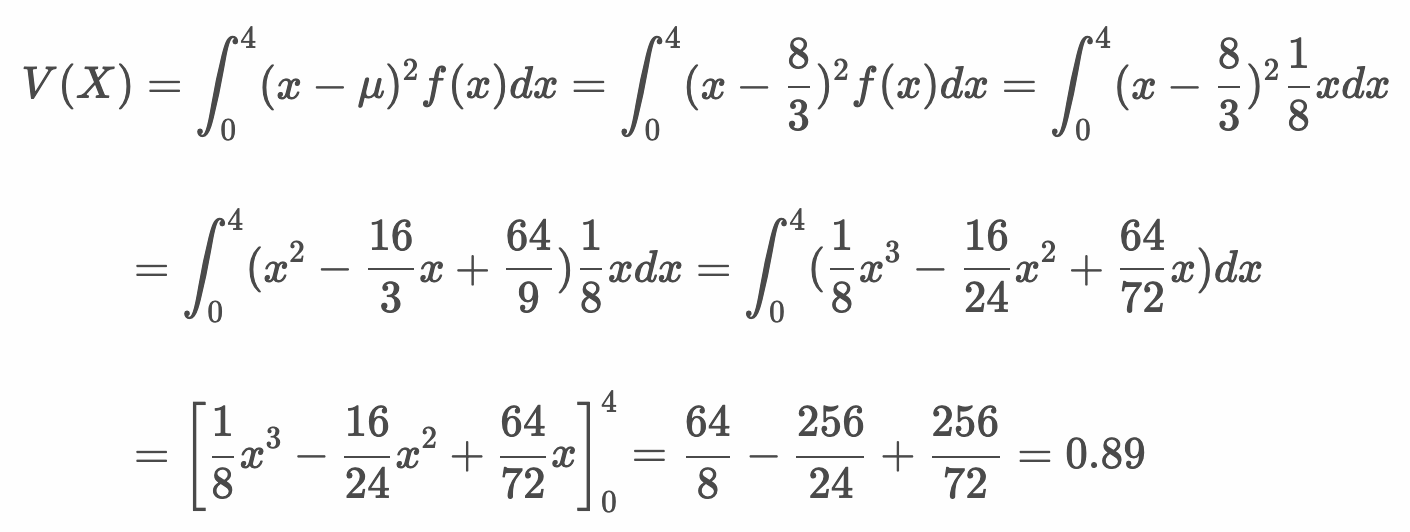 V(X) = ∫₀⁴ (x − μ)² f(x)dx = ∫₀⁴ (x − 8/3)² f(x)dx = ∫₀⁴ (x − 8/3)² 1/8 xdx
= ∫₀⁴ (x² − 16/3 x + 64/9) 1/8 xdx = ∫₀⁴ (1/8 x³ − 16/24 x² + 64/72 x)dx
= [1/8 x³ − 16/24 x² + 64/72 x]₀⁴ = 64/8 − 256/24 + 256/72 = 0.89